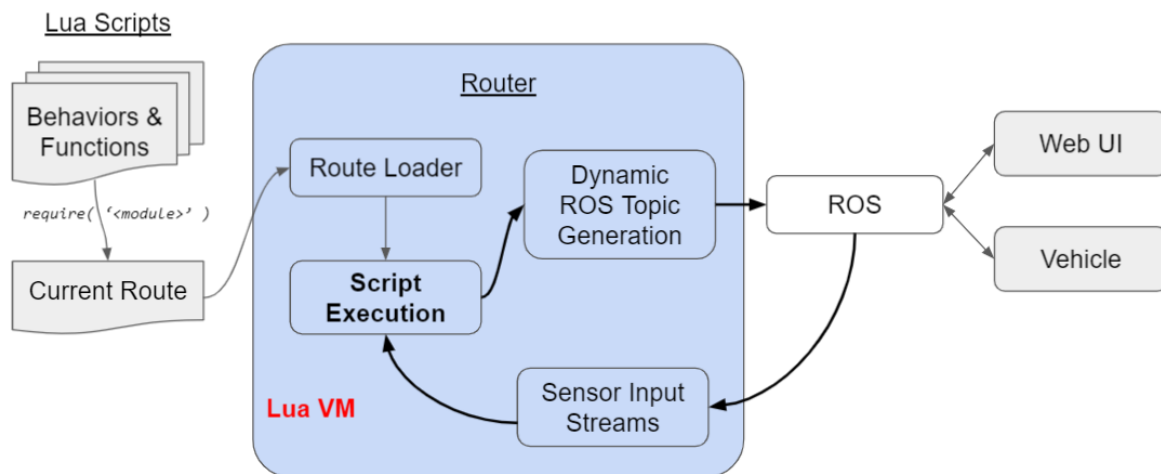 Lua Scripts
Behaviors &
Functions
require( ‘<module>’ )
Current Route
Router
Route Loader
Script
Execution
Lua VM
Dynamic
ROS Topic
Generation
Sensor Input
Streams
ROS
Web UI
Vehicle